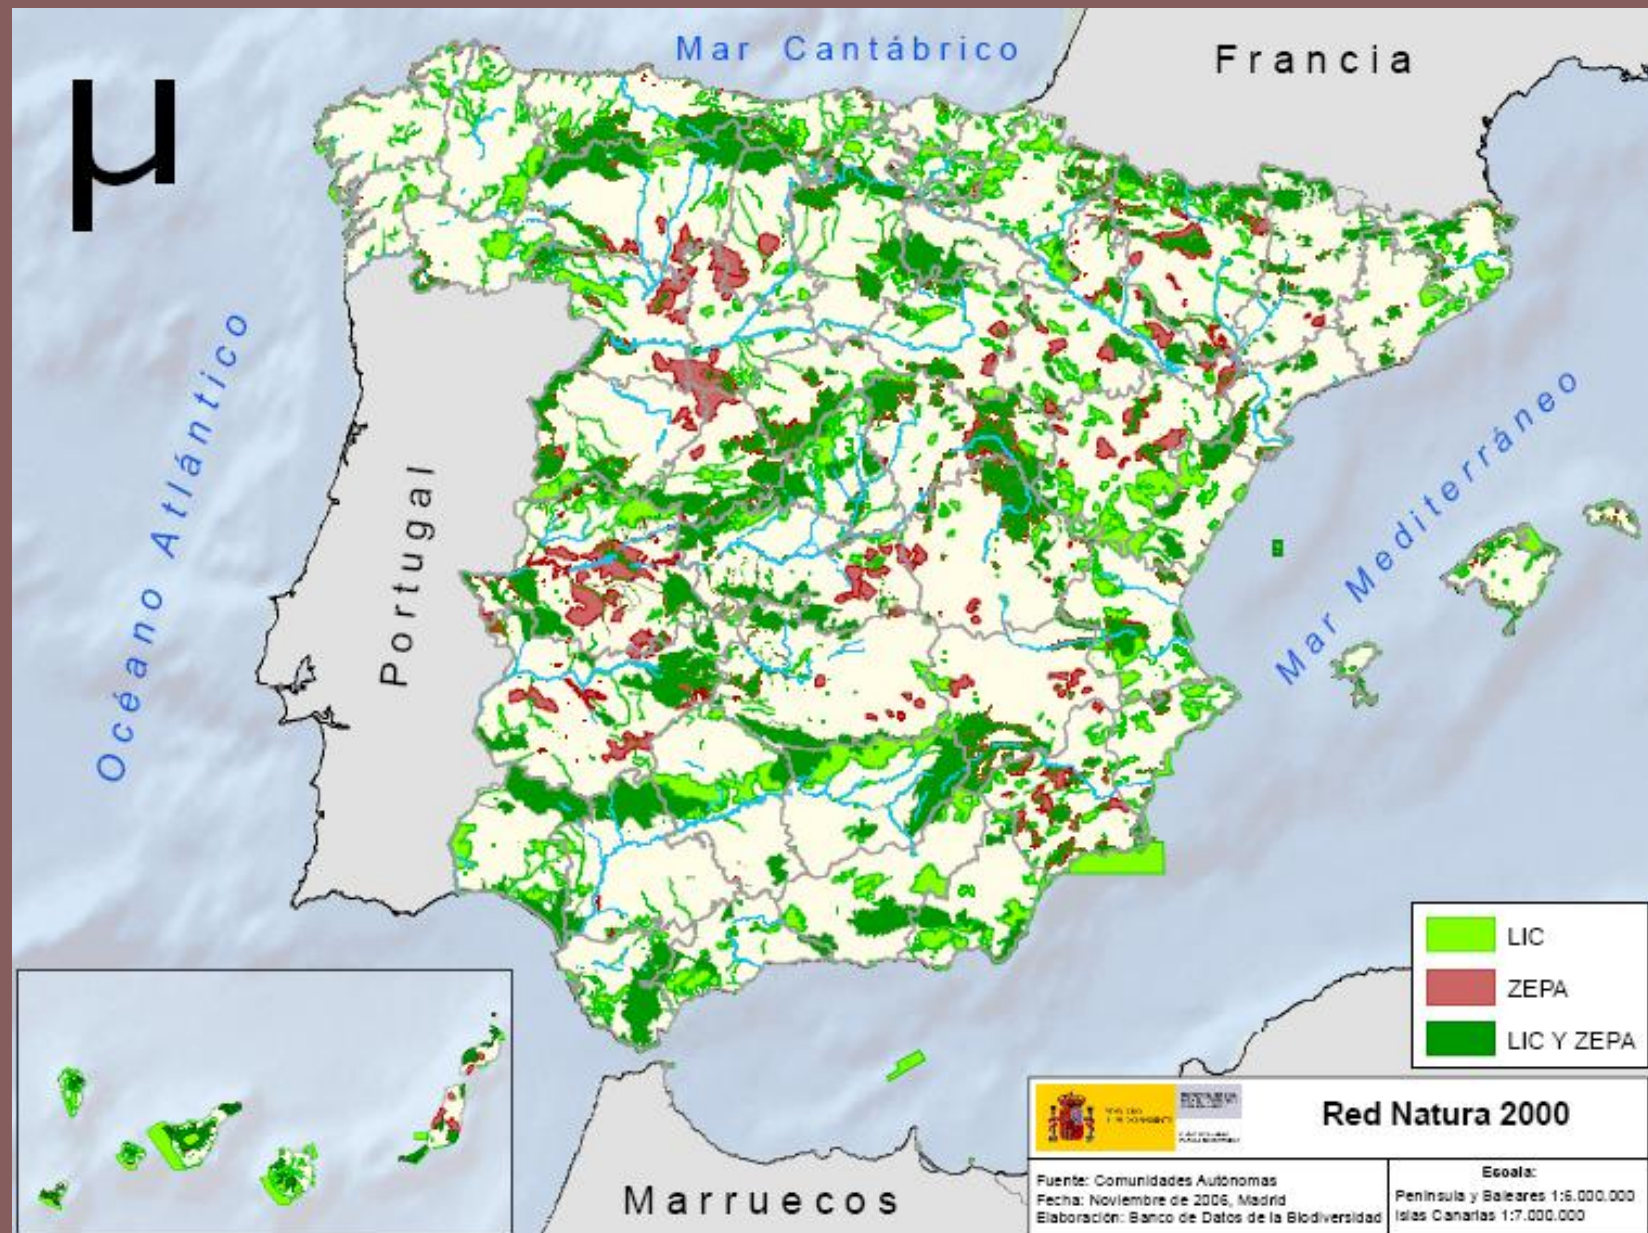 µ
Mar Cantábrico
Francia
Océano Atlántico
Portugal
Mar Mediterráneo
LIC
ZEPA
LIC Y ZEPA
Marruecos
Red Natura 2000
Fuente: Comunidades Autónomas
Fecha: Noviembre de 2006, Madrid
Elaboración: Banco de Datos de la Biodiversidad
Escala:
Península y Baleares 1:6.000.000
Islas Canarias 1:7.000.000